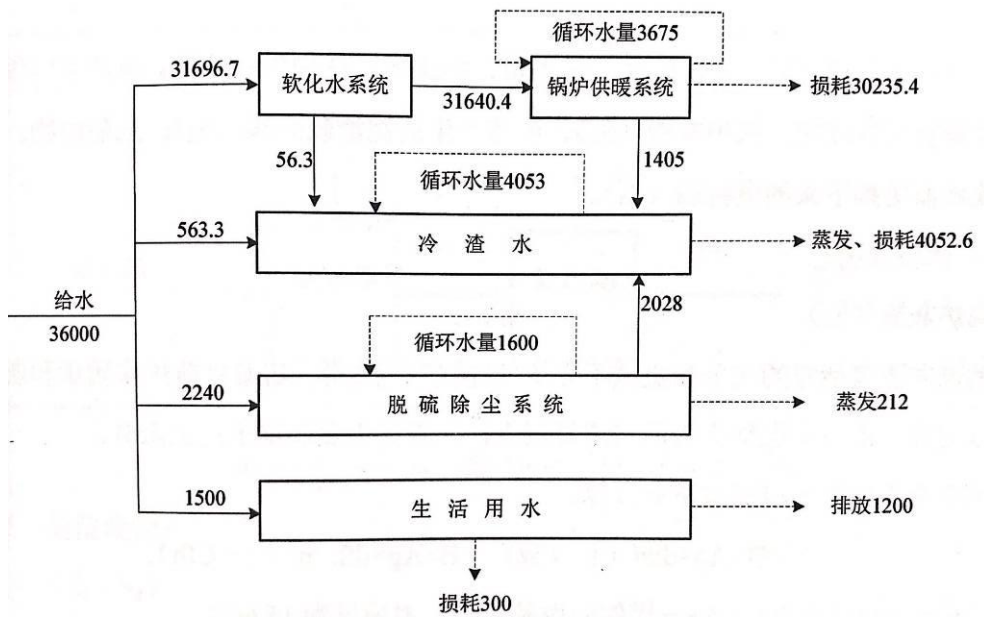 循环水量3675
31696.7
软化水系统
31640.4
锅炉供暖系统
损耗30235.4
56.3
循环水量4053
1405
563.3
冷渣水
蒸发、损耗4052.6
给水
36000
2028
循环水量1600
2240
脱硫除尘系统
蒸发212
1500
生活用水
排放1200
损耗300